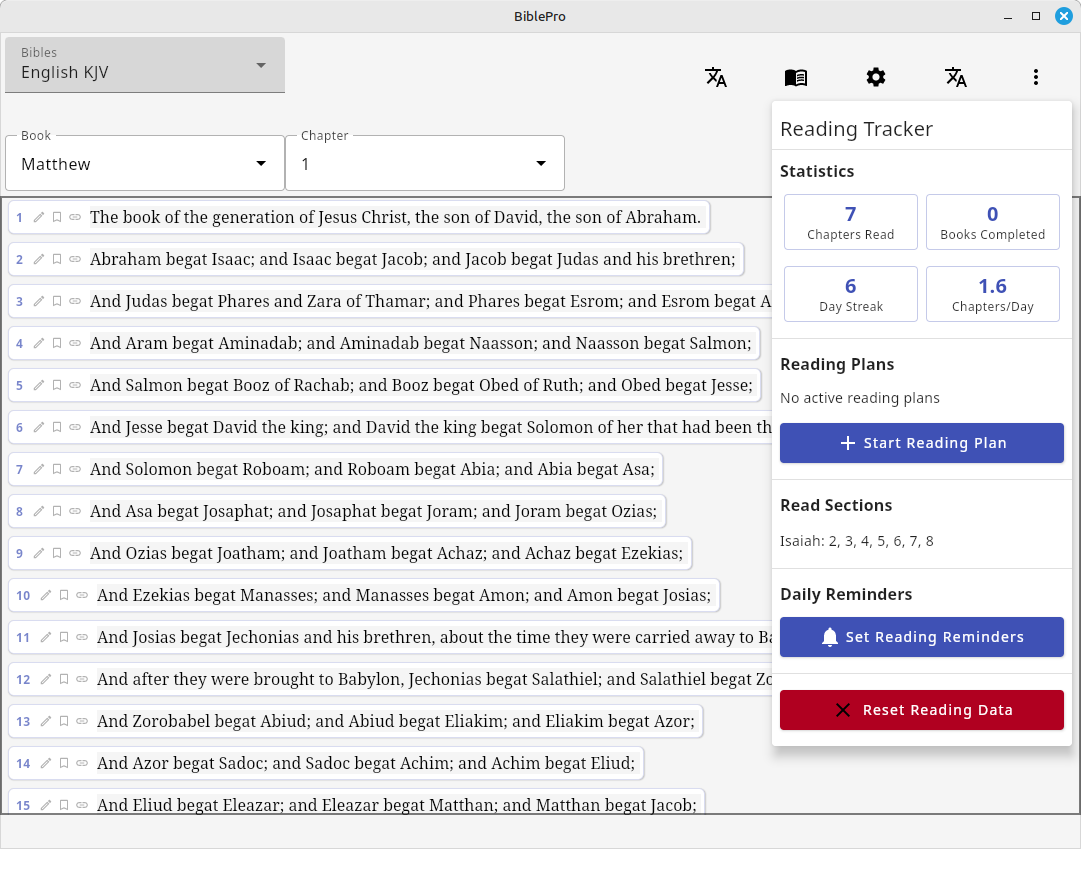 BiblePro
Bibles
English KJV
Book
Matthew
Chapter
1
1 The book of the generation of Jesus Christ, the son of David, the son of Abraham.
2 Abraham begat Isaac; and Isaac begat Jacob; and Jacob begat Judas and his brethren;
3 And Judas begat Phares and Zara of Thamar; and Phares begat Esrom; and Esrom begat A
4 And Aram begat Aminadab; and Aminadab begat Naasson; and Naasson begat Salmon;
5 And Salmon begat Booz of Rachab; and Booz begat Obed of Ruth; and Obed begat Jesse;
6 And Jesse begat David the king; and David the king begat Solomon of her that had been th
7 And Solomon begat Roboam; and Roboam begat Abia; and Abia begat Asa;
8 And Asa begat Josaphat; and Josaphat begat Joram; and Joram begat Ozias;
9 And Ozias begat Joatham; and Joatham begat Achaz; and Achaz begat Ezekias;
10 And Ezekias begat Manasses; and Manasses begat Amon; and Amon begat Josias;
11 And Josias begat Jechonias and his brethren, about the time they were carried away to Ba
12 And after they were brought to Babylon, Jechonias begat Salathiel; and Salathiel begat Zo
13 And Zorobabel begat Abiud; and Abiud begat Eliakim; and Eliakim begat Azor;
14 And Azor begat Sadoc; and Sadoc begat Achim; and Achim begat Eliud;
15 And Eliud begat Eleazar; and Eleazar begat Matthan; and Matthan begat Jacob;
Reading Tracker
Statistics
7
Chapters Read
0
Books Completed
6
Day Streak
1.6
Chapters/Day
Reading Plans
No active reading plans
Start Reading Plan
Read Sections
Isaiah: 2, 3, 4, 5, 6, 7, 8
Daily Reminders
Set Reading Reminders
Reset Reading Data